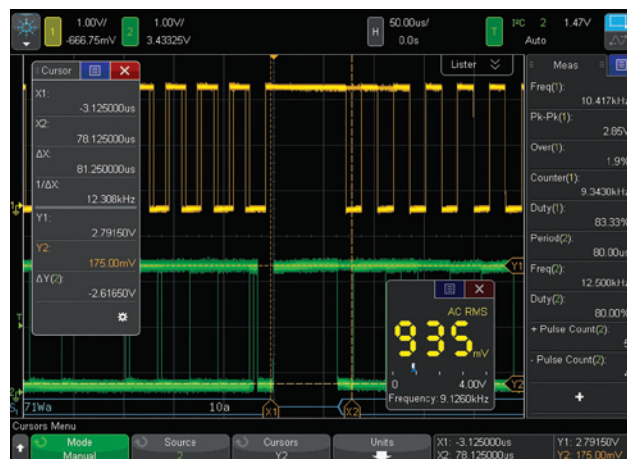 1 1.00V/ 2 1.00V/ H 50.00us/ T I²C 2 1.47V
-666.75mV 3.43325V 0.0s Auto
Cursor
Lister
Meas
X1:
-3.125000us
X2:
78.125000us
ΔX:
81.250000us
1/ΔX:
12.308kHz
Y1:
2.79150V
Y2:
175.00mV
ΔY(2):
-2.61650V
Freq(1):
10.417kHz
Pk-Pk(1):
2.85V
Over(1):
1.9%
Counter(1):
9.3430kHz
Duty(1):
83.33%
Period(2):
80.00us
Freq(2):
12.500kHz
Duty(2):
80.00%
+ Pulse Count(2):
- Pulse Count(2):
+
Y1
AC RMS
935 mV
0 4.00V
Frequency: 9.1260kHz
Y2
T
71Wa 10a X1 X2
Cursors Menu
Mode Source Cursors Units X1: -3.125000us Y1: 2.79150V
Manual 2 Y2 X2: 78.125000us Y2: 175.00mV